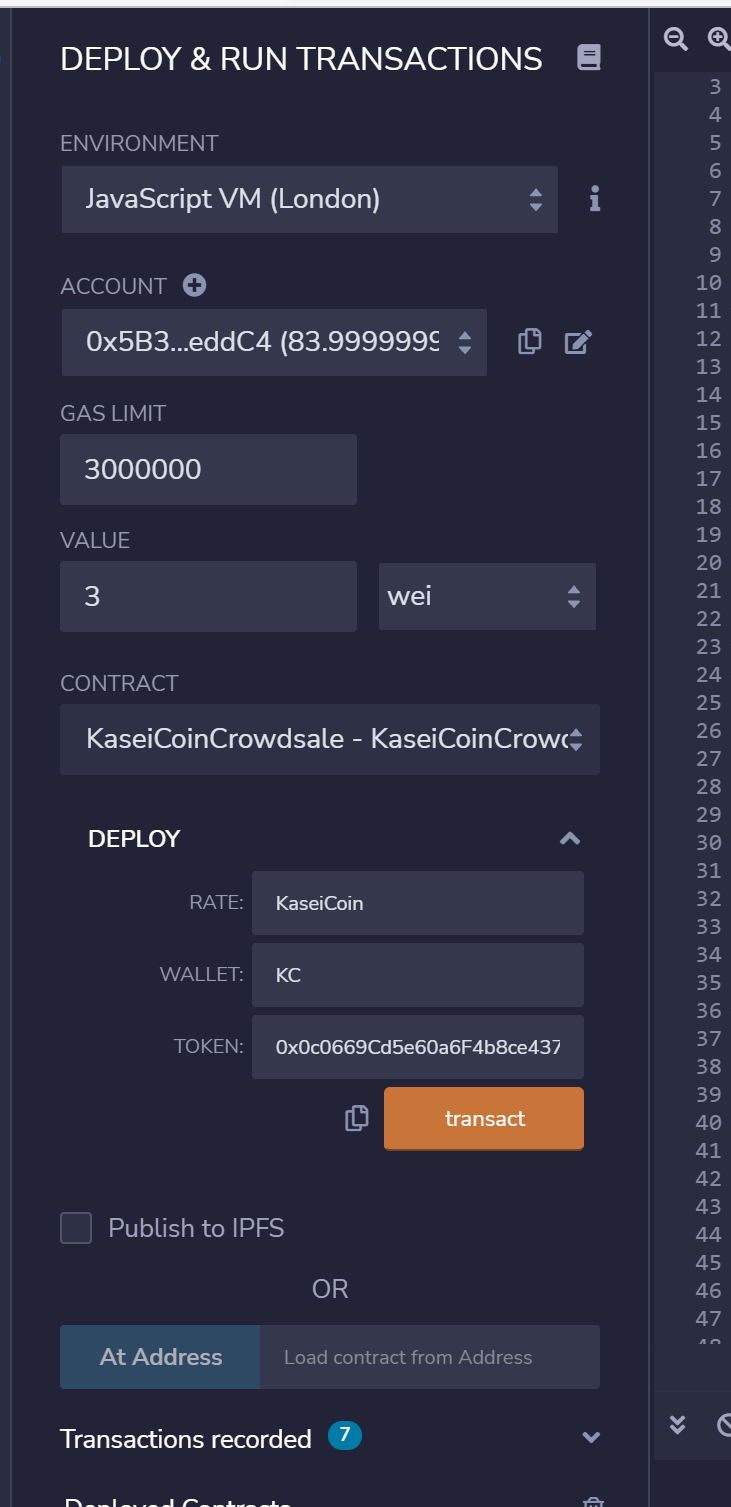 DEPLOY & RUN TRANSACTIONS
ENVIRONMENT
JavaScript VM (London)
ACCOUNT
0x5B3...eddC4 (83.9999999
GAS LIMIT
3000000
VALUE
3
wei
CONTRACT
KaseiCoinCrowdsale - KaseiCoinCrowd
DEPLOY
RATE:
KaseiCoin
WALLET:
KC
TOKEN:
0x0c0669Cd5e60a6F4b8ce437
transact
Publish to IPFS
OR
At Address
Load contract from Address
Transactions recorded 7
Deployed Contracts
3
4
5
6
7
8
9
10
11
12
13
14
15
16
17
18
19
20
21
22
23
24
25
26
27
28
29
30
31
32
33
34
35
36
37
38
39
40
41
42
43
44
45
46
47
48